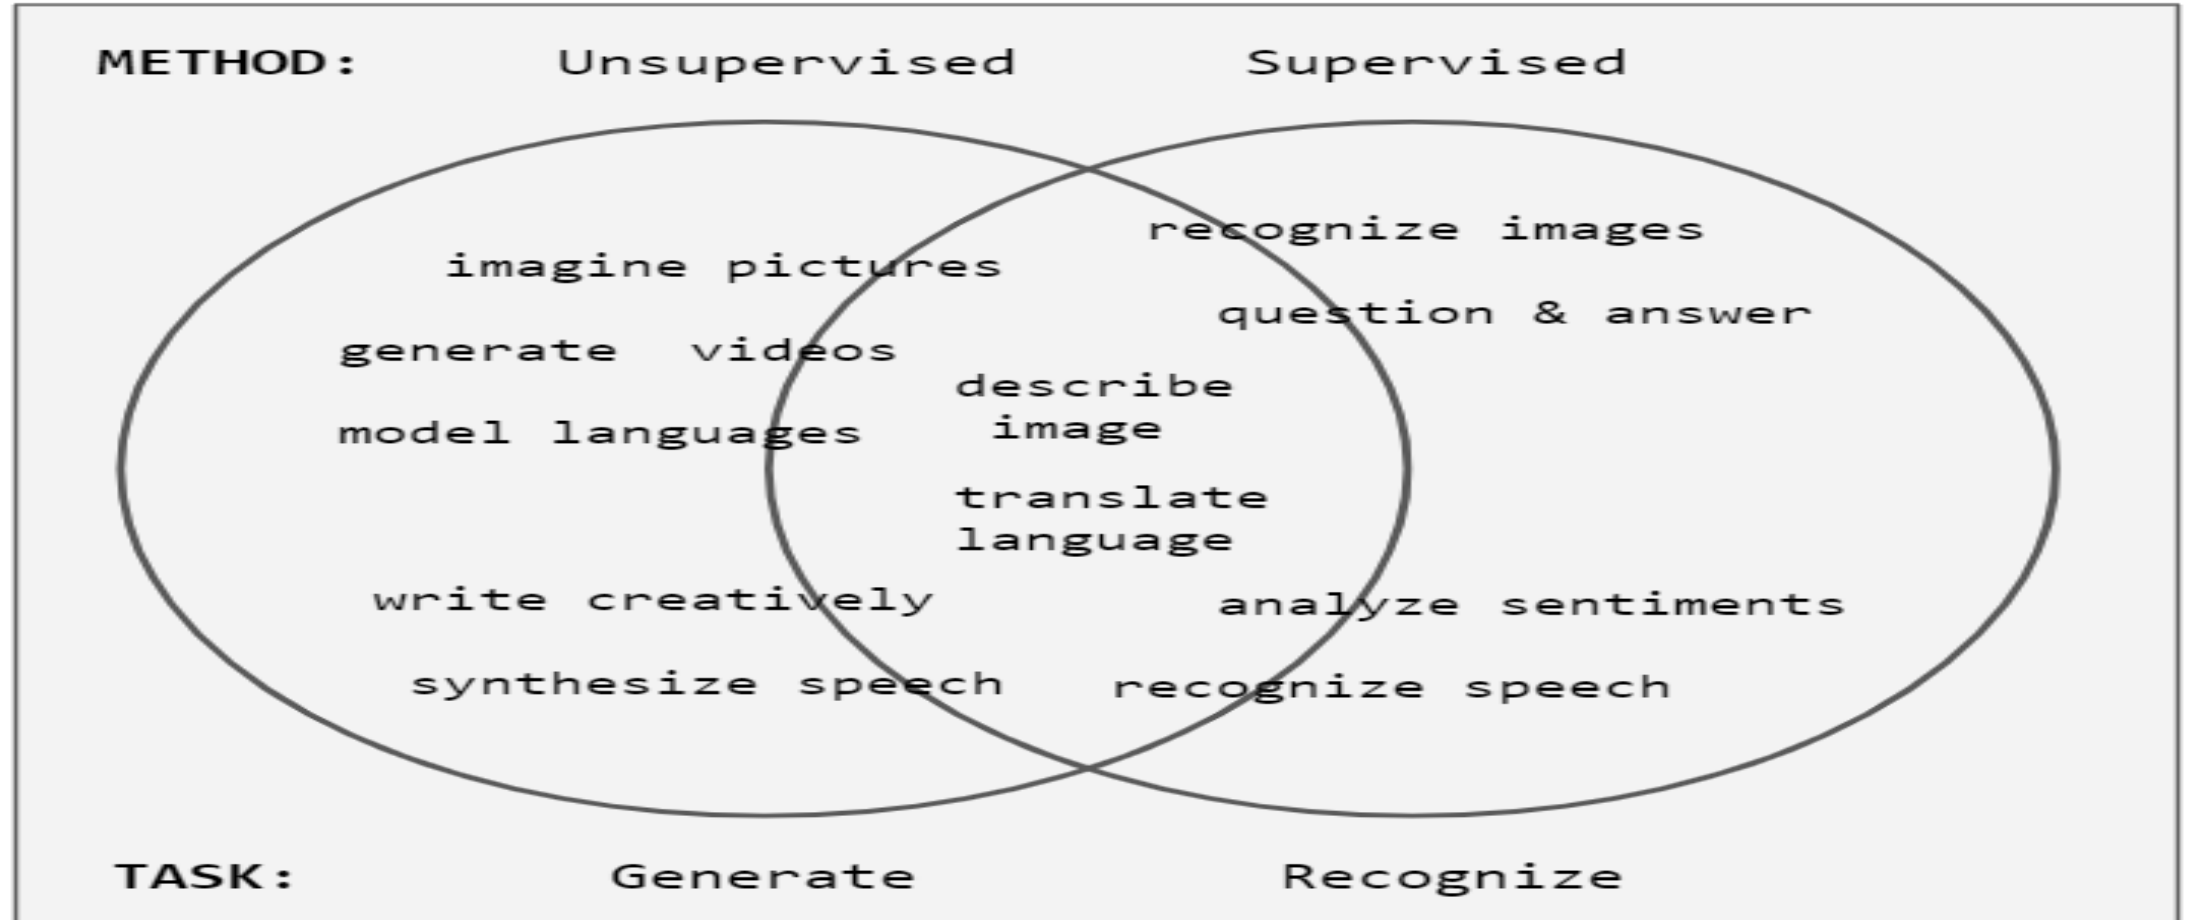 METHOD: Unsupervised Supervised
recognize images
imagine pictures
question & answer
generate videos
describe
image
model languages
translate
language
write creatively
analyze sentiments
synthesize speech
recognize speech
TASK: Generate Recognize